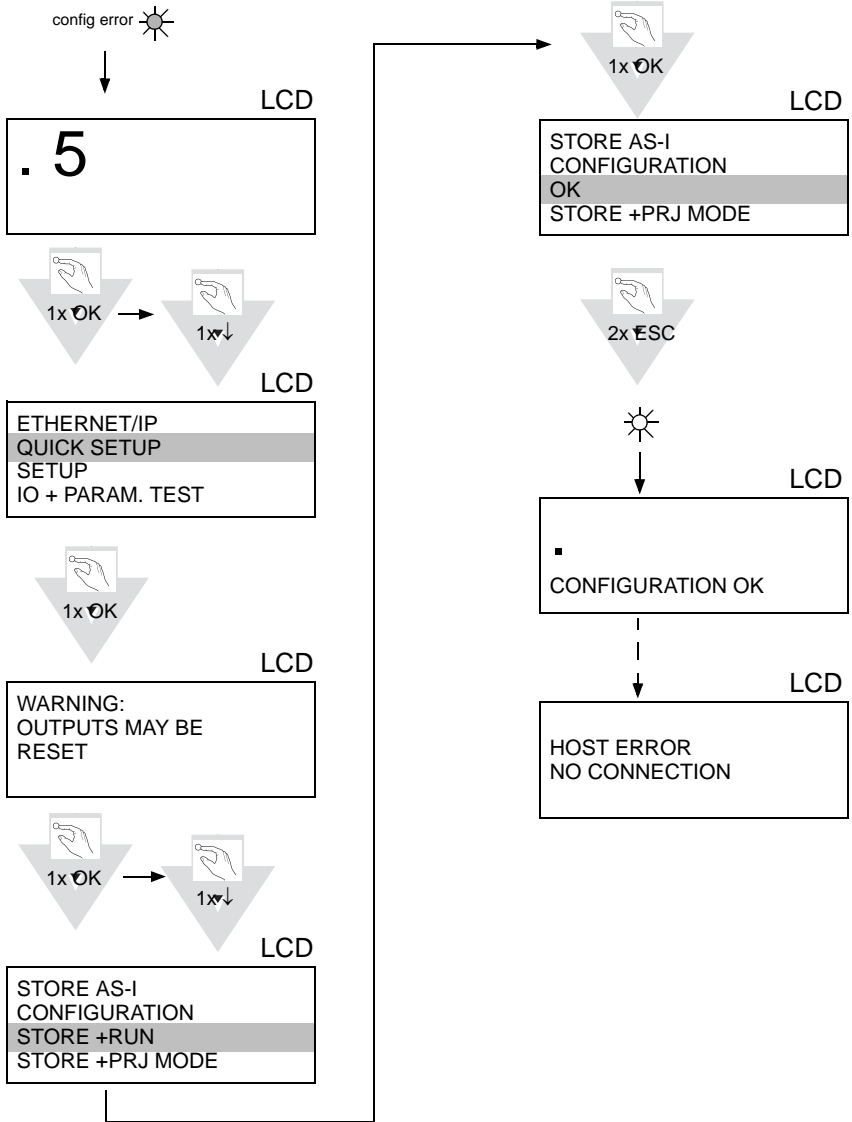 config error
LCD
. 5
1x OK
1x↓
LCD
ETHERNET/IP
QUICK SETUP
SETUP
IO + PARAM. TEST
1x OK
LCD
WARNING:
OUTPUTS MAY BE
RESET
1x OK
1x↓
LCD
STORE AS-I
CONFIGURATION
STORE +RUN
STORE +PRJ MODE
1x OK
LCD
STORE AS-I
CONFIGURATION
OK
STORE +PRJ MODE
2x ESC
LCD
.
CONFIGURATION OK
LCD
HOST ERROR
NO CONNECTION